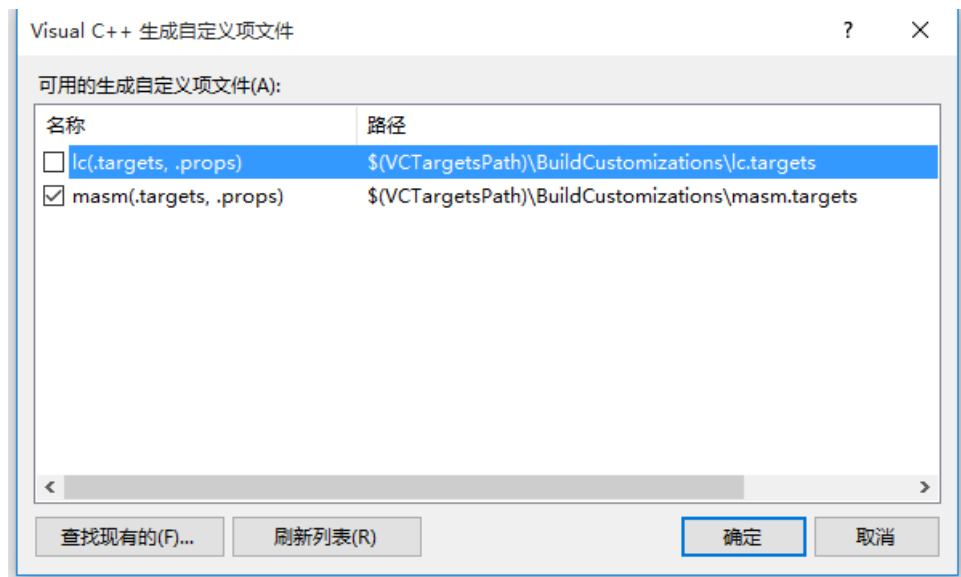 Visual C++ 生成自定义项文件
可用的生成自定义项文件(A):
名称 路径
lc(.targets, .props) $(VCTargetsPath)\BuildCustomizations\lc.targets
masm(.targets, .props) $(VCTargetsPath)\BuildCustomizations\masm.targets
查找现有的(F)... 刷新列表(R) 确定 取消